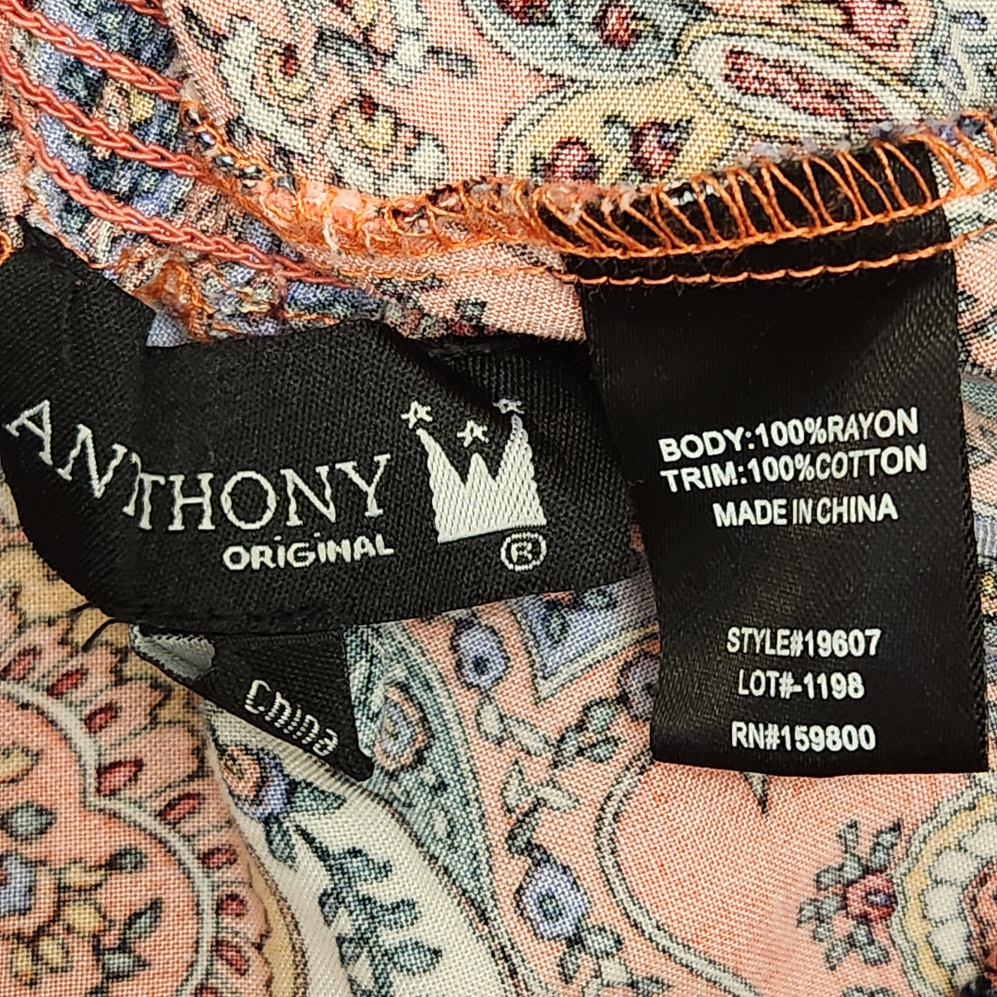 ANTHONY
ORIGINAL
®
China
BODY:100%RAYON
TRIM:100%COTTON
MADE IN CHINA
STYLE#19607
LOT#-1198
RN#159800